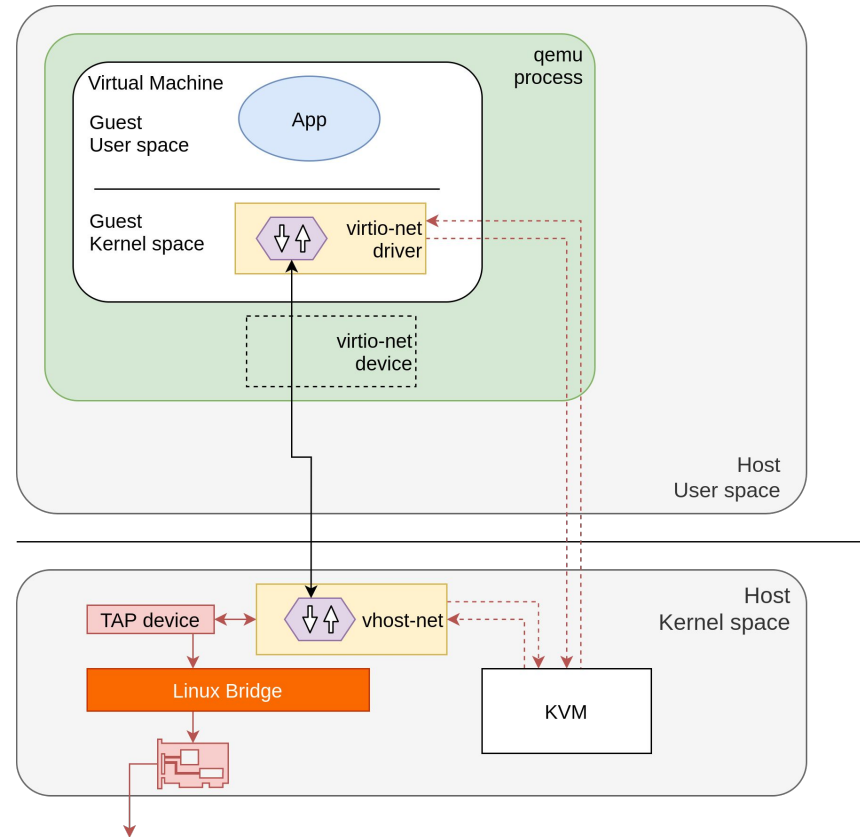 qemu
process
Virtual Machine
App
Guest
User space
Guest
Kernel space
virtio-net
driver
virtio-net
device
Host
User space
Host
Kernel space
TAP device
vhost-net
Linux Bridge
KVM